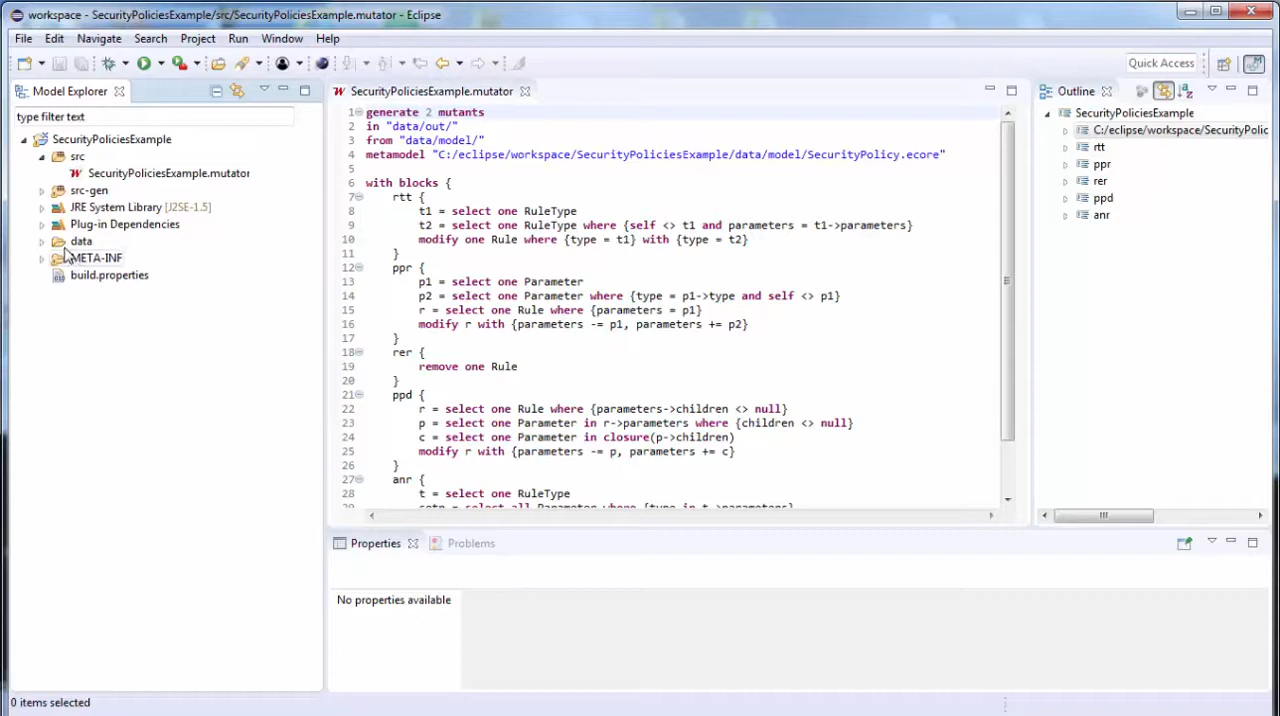 workspace - SecurityPoliciesExample/src/SecurityPoliciesExample.mutator - Eclipse
File Edit Navigate Search Project Run Window Help
Quick Access
Model Explorer
type filter text
SecurityPoliciesExample
src
SecurityPoliciesExample.mutator
src-gen
JRE System Library [J2SE-1.5]
Plug-in Dependencies
data
META-INF
build.properties
SecurityPoliciesExample.mutator
1 generate 2 mutants
2 in "data/out/"
3 from "data/model/"
4 metamodel "C:/eclipse/workspace/SecurityPoliciesExample/data/model/SecurityPolicy.ecore"
5
6 with blocks {
7 rtt {
8 t1 = select one RuleType
9 t2 = select one RuleType where {self <> t1 and parameters = t1->parameters}
10 modify one Rule where {type = t1} with {type = t2}
11 }
12 ppr {
13 p1 = select one Parameter
14 p2 = select one Parameter where {type = p1->type and self <> p1}
15 r = select one Rule where {parameters = p1}
16 modify r with {parameters -= p1, parameters += p2}
17 }
18 rer {
19 remove one Rule
20 }
21 ppd {
22 r = select one Rule where {parameters->children <> null}
23 p = select one Parameter in r->parameters where {children <> null}
24 c = select one Parameter in closure(p->children)
25 modify r with {parameters -= p, parameters += c}
26 }
27 anr {
28 t = select one RuleType
Outline
SecurityPoliciesExample
C:/eclipse/workspace/SecurityPolic
rtt
ppr
rer
ppd
anr
Properties Problems
No properties available
0 items selected